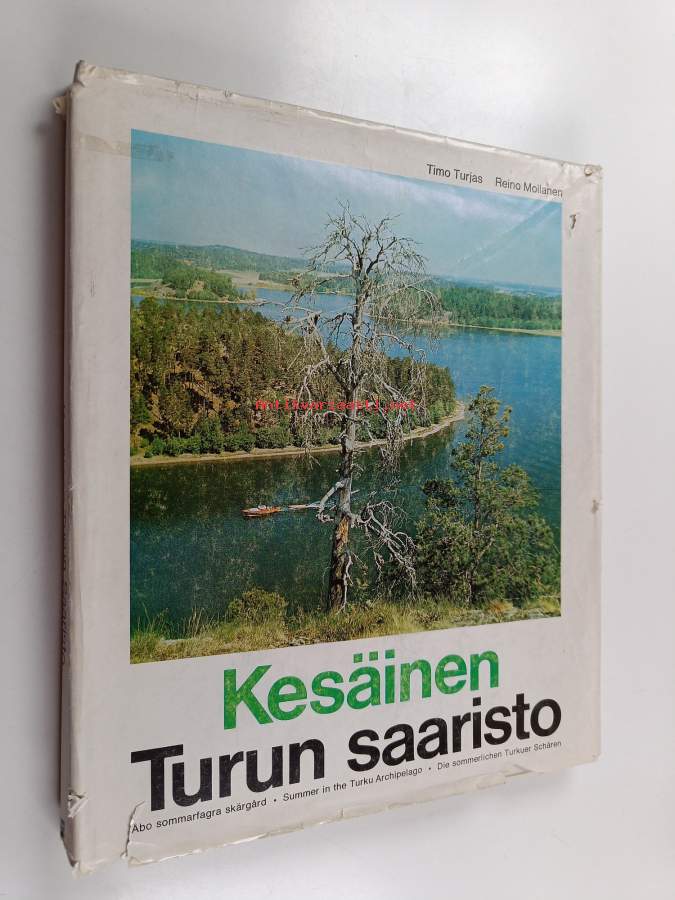 Timo Turjas Reino Moilanen
Antikvariaatti.net
Kesäinen
Turun saaristo
Åbo sommarfagra skärgård • Summer in the Turku Archipelago • Die sommerlichen Turkuer Schären